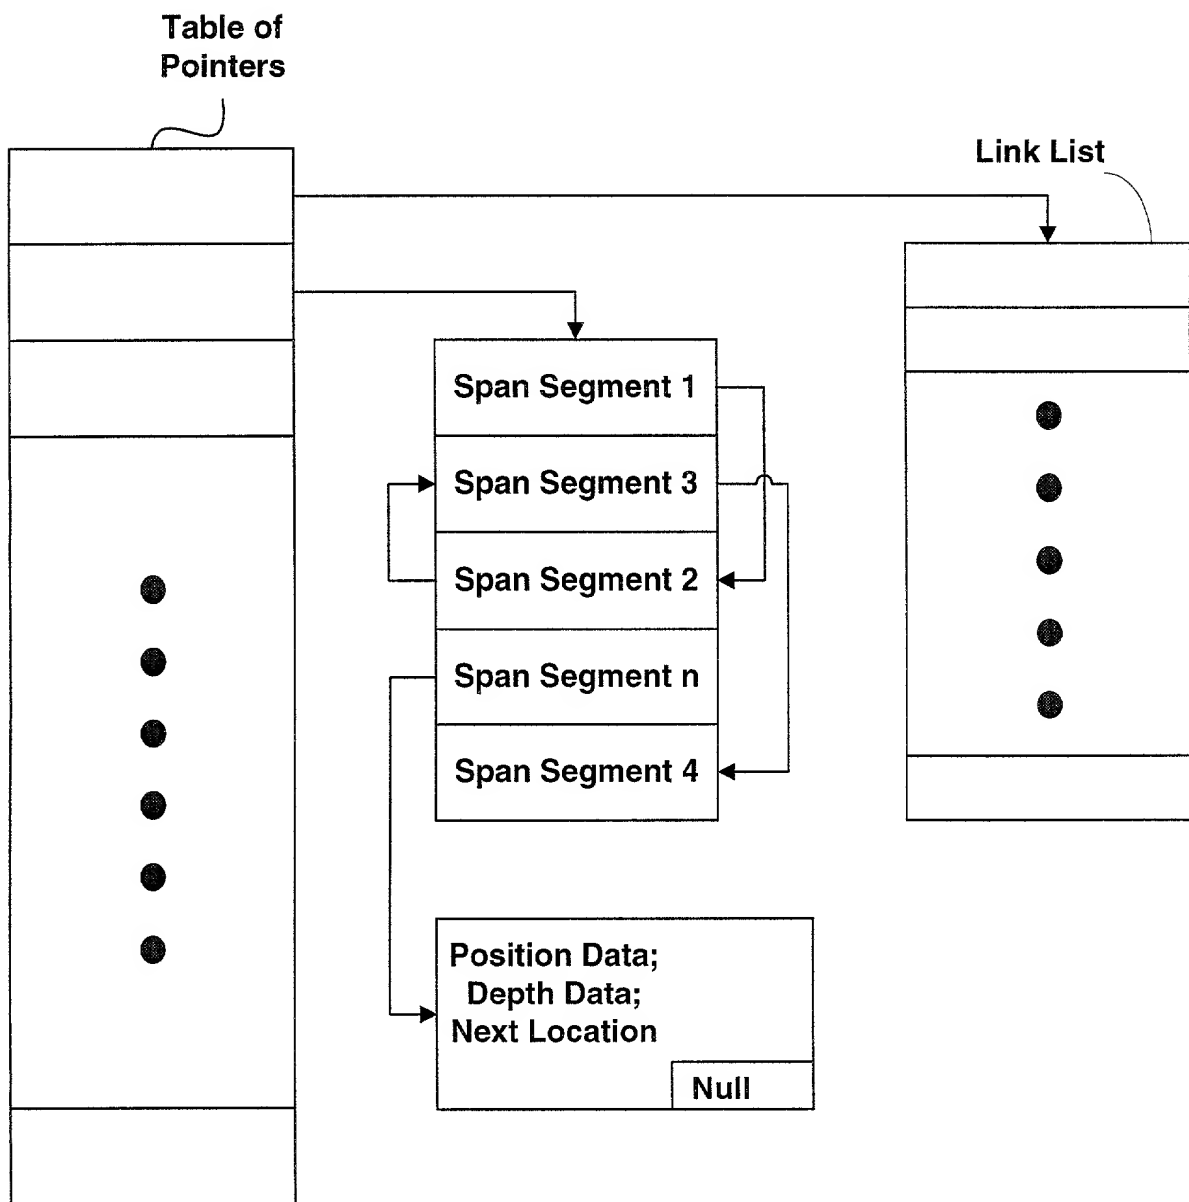 Table of
Pointers
Link List
Span Segment 1
Span Segment 3
Span Segment 2
Span Segment n
Span Segment 4
Position Data;
Depth Data;
Next Location
Null